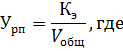 Урп = Кэ / Vобщ, где